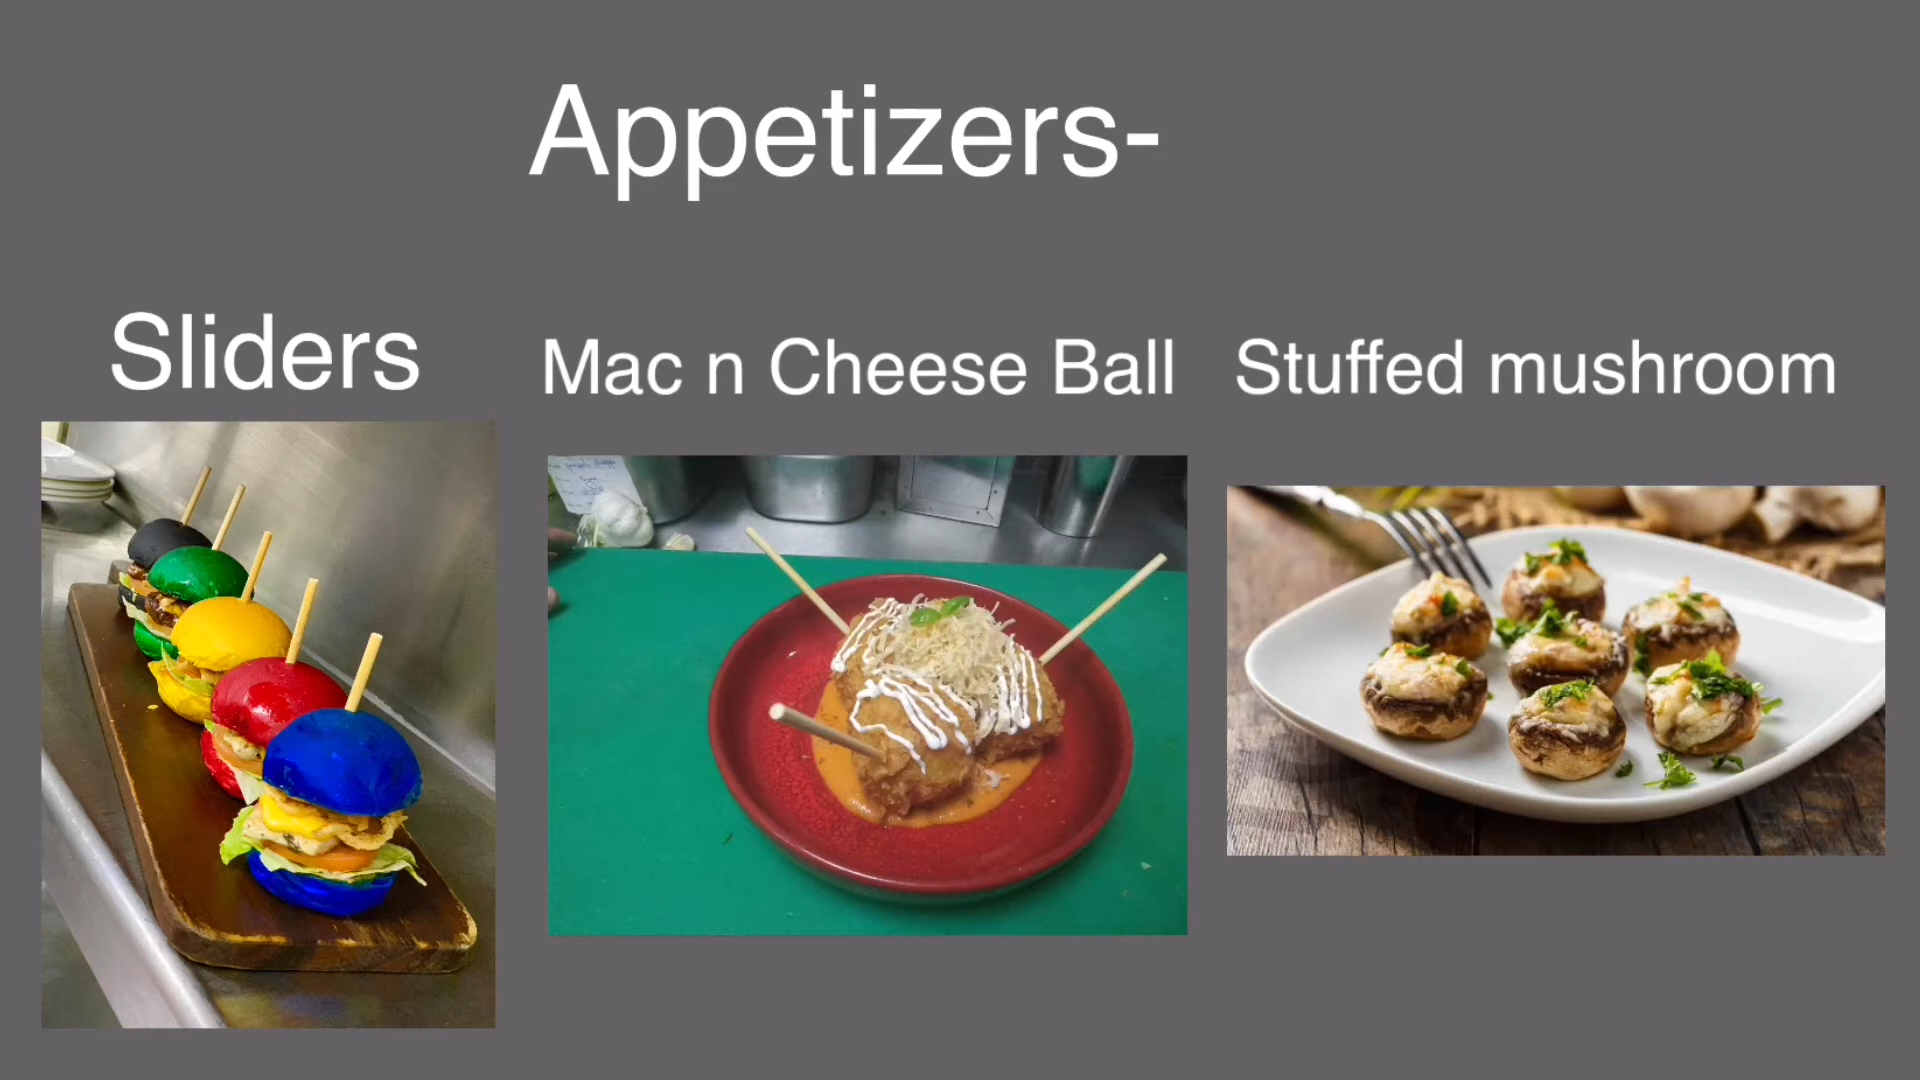 Appetizers-
Sliders
Mac n Cheese Ball
Stuffed mushroom